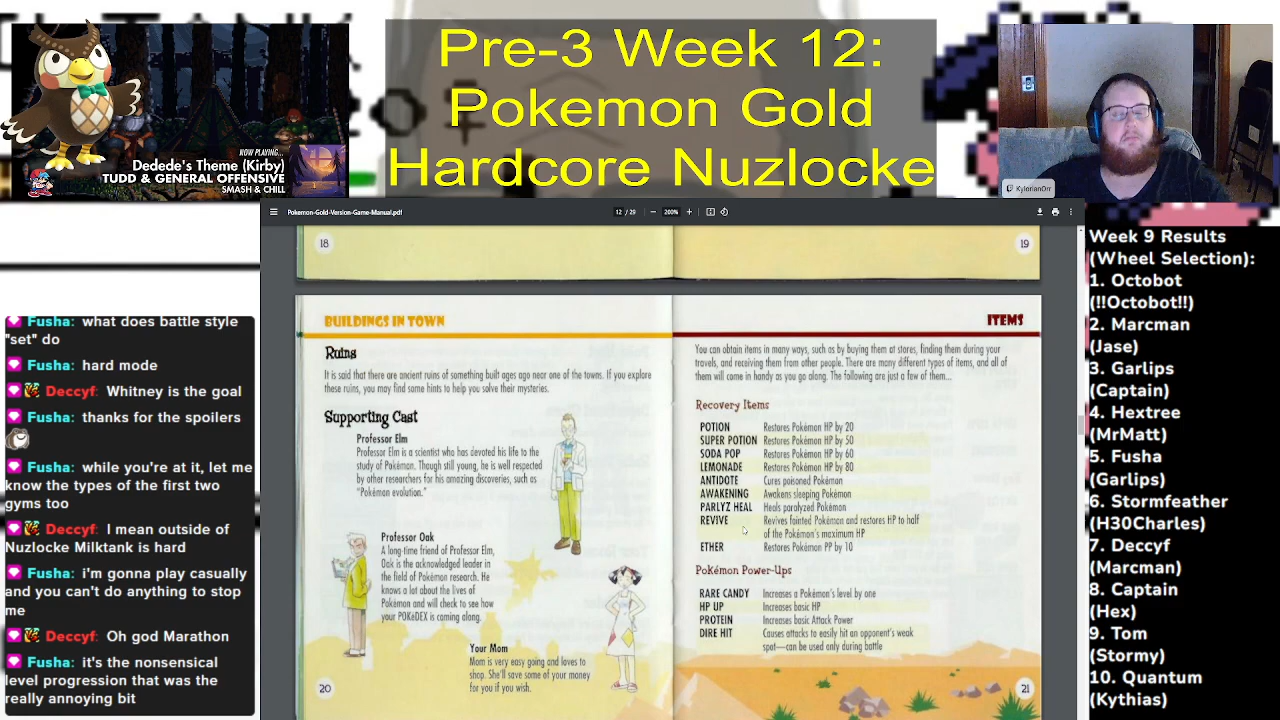 Pre-3 Week 12:
Pokemon Gold
Hardcore Nuzlocke
NOW PLAYING...
Dedede's Theme (Kirby)
TUDD & GENERAL OFFENSIVE
SMASH & CHILL
KylorianOrr
Pokemon-Gold-Version-Game-Manual.pdf
12 / 29
200%
18
19
BUILDINGS IN TOWN
Ruins
It is said that there are ancient ruins of something built ages ago near one of the towns. If you explore
these ruins, you may find some hints to help you solve their mysteries.
Supporting Cast
Professor Elm
Professor Elm is a scientist who has devoted his life to the
study of Pokémon. Though still young, he is well respected
by other researchers for his amazing discoveries, such as
"Pokémon evolution."
Professor Oak
A long-time friend of Professor Elm,
Oak is the acknowledged leader in
the field of Pokémon research. He
knows a lot about the lives of
Pokémon and will check to see how
your POKéDEX is coming along.
Your Mom
Mom is very easy going and loves to
shop. She'll save some of your money
for you if you wish.
20
ITEMS
You can obtain items in many ways, such as by buying them at stores, finding them during your
travels, and receiving them from other people. There are many different types of items, and all of
them will come in handy as you go along. The following are just a few of them...
Recovery Items
POTION Restores Pokémon HP by 20
SUPER POTION Restores Pokémon HP by 50
SODA POP Restores Pokémon HP by 60
LEMONADE Restores Pokémon HP by 80
ANTIDOTE Cures poisoned Pokémon
AWAKENING Awakens sleeping Pokémon
PARLYZ HEAL Heals paralyzed Pokémon
REVIVE Revives fainted Pokémon and restores HP to half
of the Pokémon's maximum HP
ETHER Restores Pokémon PP by 10
Pokémon Power-Ups
RARE CANDY Increases a Pokémon's level by one
HP UP Increases basic HP
PROTEIN Increases basic Attack Power
DIRE HIT Causes attacks to easily hit an opponent's weak
spot—can be used only during battle
21
Fusha: what does battle style
"set" do
Fusha: hard mode
Deccyf: Whitney is the goal
Fusha: thanks for the spoilers
Fusha: while you're at it, let me
know the types of the first two
gyms too
Deccyf: I mean outside of
Nuzlocke Milktank is hard
Fusha: i'm gonna play casually
and you can't do anything to stop
me
Deccyf: Oh god Marathon
Fusha: it's the nonsensical
level progression that was the
really annoying bit
Week 9 Results
(Wheel Selection):
1. Octobot
(!!Octobot!!)
2. Marcman
(Jase)
3. Garlips
(Captain)
4. Hextree
(MrMatt)
5. Fusha
(Garlips)
6. Stormfeather
(H30Charles)
7. Deccyf
(Marcman)
8. Captain
(Hex)
9. Tom
(Stormy)
10. Quantum
(Kythias)